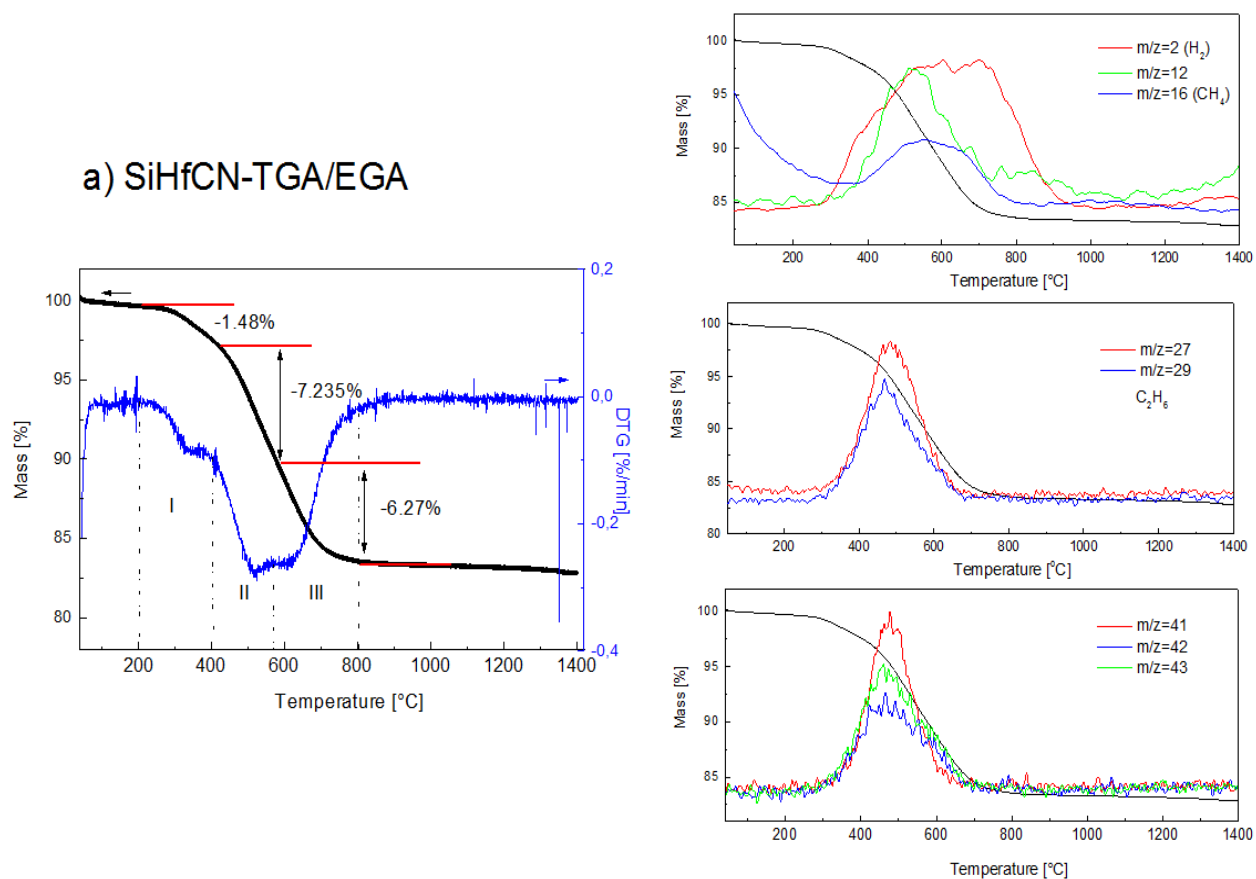 a) SiHfCN-TGA/EGA
Mass [%]
100
95
90
85
80
-1.48%
-7.235%
-6.27%
I
II
III
0,2
0,0
-0,2
-0,4
DTG [%/min]
200 400 600 800 1000 1200 1400
Temperature [°C]
Mass [%]
100
95
90
85
m/z=2 (H₂)
m/z=12
m/z=16 (CH₄)
200 400 600 800 1000 1200 1400
Temperature [°C]
Mass [%]
100
95
90
85
80
m/z=27
m/z=29
C₂H₆
200 400 600 800 1000 1200 1400
Temperature [°C]
Mass [%]
100
95
90
85
m/z=41
m/z=42
m/z=43
200 400 600 800 1000 1200 1400
Temperature [°C]